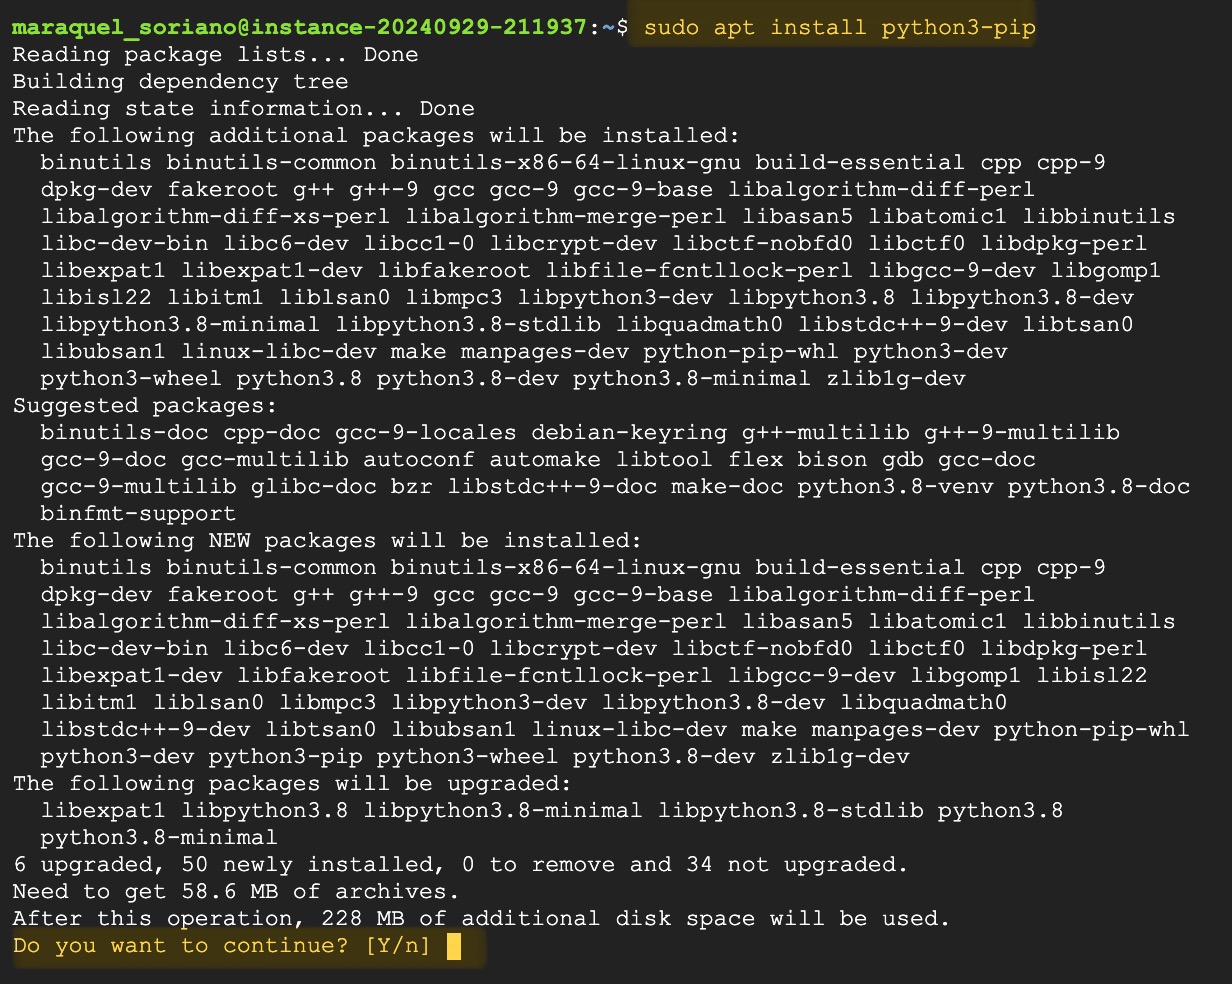 maraquel_soriano@instance-20240929-211937:~$ sudo apt install python3-pip
Reading package lists... Done
Building dependency tree
Reading state information... Done
The following additional packages will be installed:
  binutils binutils-common binutils-x86-64-linux-gnu build-essential cpp cpp-9
  dpkg-dev fakeroot g++ g++-9 gcc gcc-9 gcc-9-base libalgorithm-diff-perl
  libalgorithm-diff-xs-perl libalgorithm-merge-perl libasan5 libatomic1 libbinutils
  libc-dev-bin libc6-dev libcc1-0 libcrypt-dev libctf-nobfd0 libctf0 libdpkg-perl
  libexpat1 libexpat1-dev libfakeroot libfile-fcntllock-perl libgcc-9-dev libgomp1
  libisl22 libitm1 liblsan0 libmpc3 libpython3-dev libpython3.8 libpython3.8-dev
  libpython3.8-minimal libpython3.8-stdlib libquadmath0 libstdc++-9-dev libtsan0
  libubsan1 linux-libc-dev make manpages-dev python-pip-whl python3-dev
  python3-wheel python3.8 python3.8-dev python3.8-minimal zlib1g-dev
Suggested packages:
  binutils-doc cpp-doc gcc-9-locales debian-keyring g++-multilib g++-9-multilib
  gcc-9-doc gcc-multilib autoconf automake libtool flex bison gdb gcc-doc
  gcc-9-multilib glibc-doc bzr libstdc++-9-doc make-doc python3.8-venv python3.8-doc
  binfmt-support
The following NEW packages will be installed:
  binutils binutils-common binutils-x86-64-linux-gnu build-essential cpp cpp-9
  dpkg-dev fakeroot g++ g++-9 gcc gcc-9 gcc-9-base libalgorithm-diff-perl
  libalgorithm-diff-xs-perl libalgorithm-merge-perl libasan5 libatomic1 libbinutils
  libc-dev-bin libc6-dev libcc1-0 libcrypt-dev libctf-nobfd0 libctf0 libdpkg-perl
  libexpat1-dev libfakeroot libfile-fcntllock-perl libgcc-9-dev libgomp1 libisl22
  libitm1 liblsan0 libmpc3 libpython3-dev libpython3.8-dev libquadmath0
  libstdc++-9-dev libtsan0 libubsan1 linux-libc-dev make manpages-dev python-pip-whl
  python3-dev python3-pip python3-wheel python3.8-dev zlib1g-dev
The following packages will be upgraded:
  libexpat1 libpython3.8 libpython3.8-minimal libpython3.8-stdlib python3.8
  python3.8-minimal
6 upgraded, 50 newly installed, 0 to remove and 34 not upgraded.
Need to get 58.6 MB of archives.
After this operation, 228 MB of additional disk space will be used.
Do you want to continue? [Y/n]